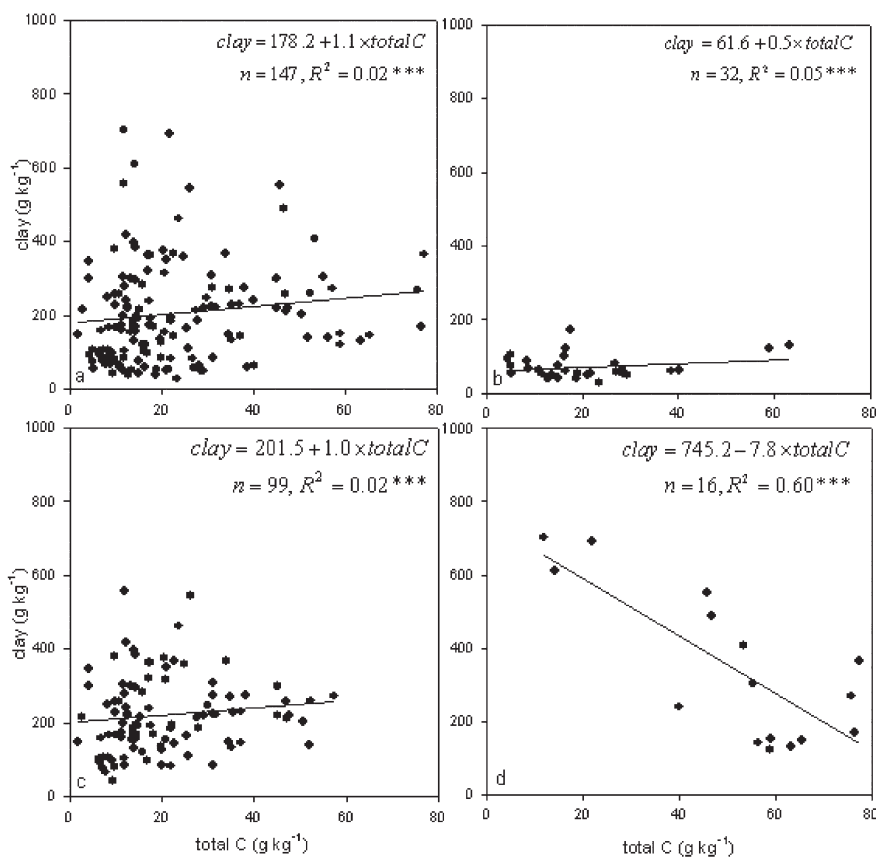 1000
800
600
400
200
0
clay (g kg⁻¹)
clay = 178.2 + 1.1 × totalC
n = 147, R² = 0.02 ***
a
0 20 40 60 80
1000
800
600
400
200
0
clay = 61.6 + 0.5 × totalC
n = 32, R² = 0.05 ***
b
0 20 40 60 80
1000
800
600
400
200
0
clay (g kg⁻¹)
clay = 201.5 + 1.0 × totalC
n = 99, R² = 0.02 ***
c
0 20 40 60 80
total C (g kg⁻¹)
1000
800
600
400
200
0
clay = 745.2 − 7.8 × totalC
n = 16, R² = 0.60 ***
d
0 20 40 60 80
total C (g kg⁻¹)